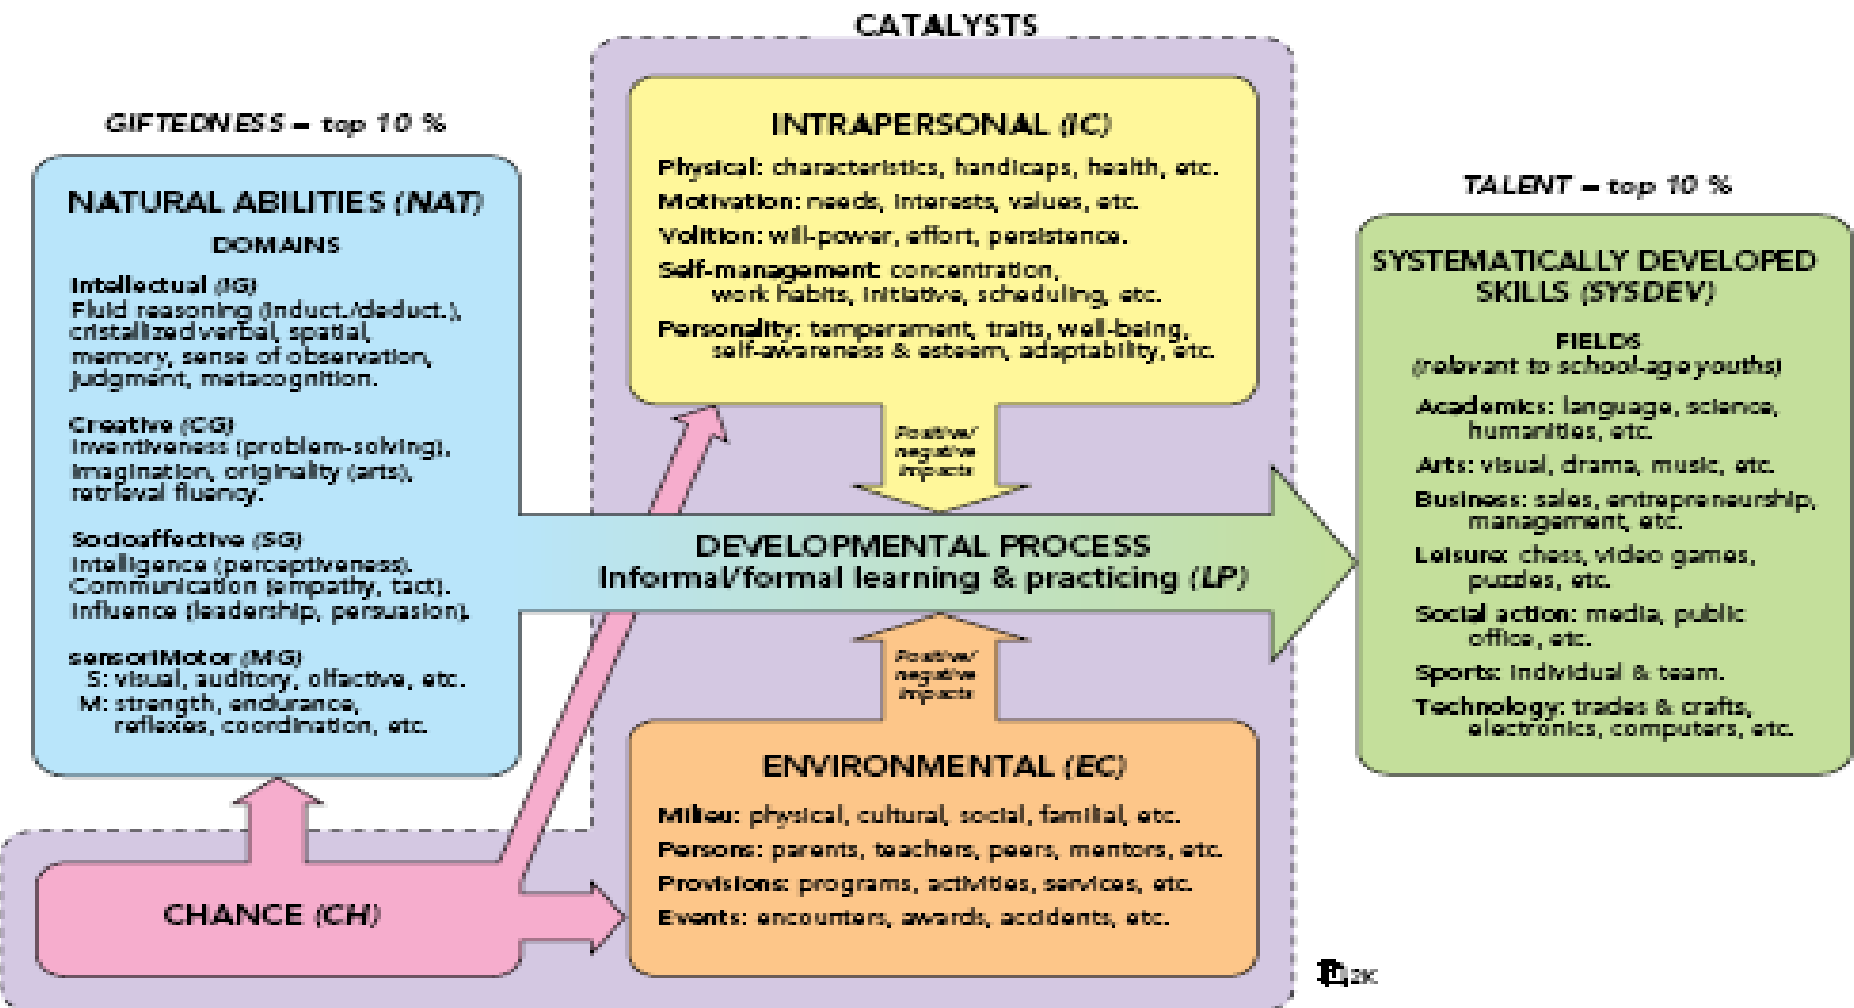 CATALYSTS
GIFTEDNESS – top 10 %
NATURAL ABILITIES (NAT)
DOMAINS
Intellectual (IG)
Fluid reasoning (induct./deduct.),
cristallized verbal, spatial,
memory, sense of observation,
judgment, metacognition.
Creative (CG)
Inventiveness (problem-solving),
imagination, originality (arts),
retrieval fluency.
Socioaffective (SG)
Intelligence (perceptiveness).
Communication (empathy, tact).
Influence (leadership, persuasion).
sensoriMotor (MG)
S: visual, auditory, olfactive, etc.
M: strength, endurance,
reflexes, coordination, etc.
CHANCE (CH)
INTRAPERSONAL (IC)
Physical: characteristics, handicaps, health, etc.
Motivation: needs, interests, values, etc.
Volition: will-power, effort, persistence.
Self-management: concentration,
work habits, initiative, scheduling, etc.
Personality: temperament, traits, well-being,
self-awareness & esteem, adaptability, etc.
Positive/
negative
impacts
DEVELOPMENTAL PROCESS
Informal/formal learning & practicing (LP)
Positive/
negative
impacts
ENVIRONMENTAL (EC)
Milieu: physical, cultural, social, familial, etc.
Persons: parents, teachers, peers, mentors, etc.
Provisions: programs, activities, services, etc.
Events: encounters, awards, accidents, etc.
TALENT – top 10 %
SYSTEMATICALLY DEVELOPED
SKILLS (SYSDEV)
FIELDS
(relevant to school-age youths)
Academics: language, science,
humanities, etc.
Arts: visual, drama, music, etc.
Business: sales, entrepreneurship,
management, etc.
Leisure: chess, video games,
puzzles, etc.
Social action: media, public
office, etc.
Sports: individual & team.
Technology: trades & crafts,
electronics, computers, etc.